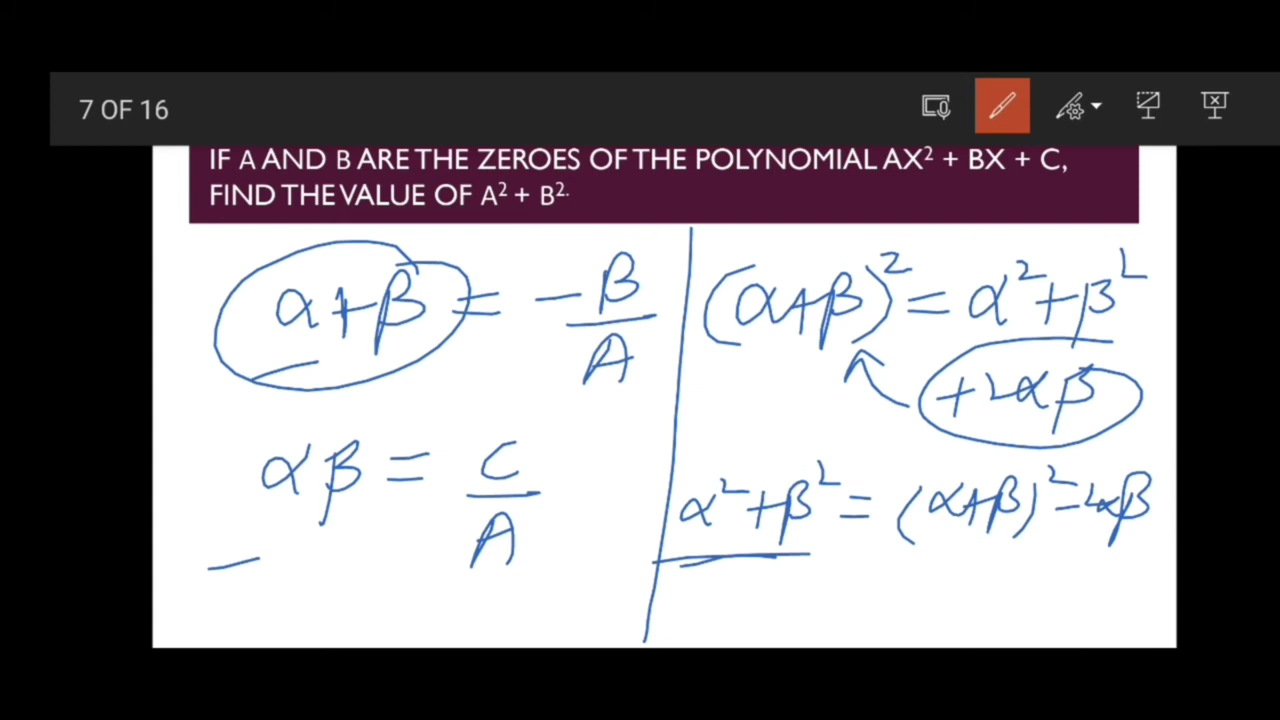 7 OF 16
IF Α AND Β ARE THE ZEROES OF THE POLYNOMIAL AX² + BX + C,
FIND THE VALUE OF Α² + Β².
α+β = -B/A
αβ = C/A
(α+β)² = α²+β²
+2αβ
α²+β² = (α+β)²-2αβ